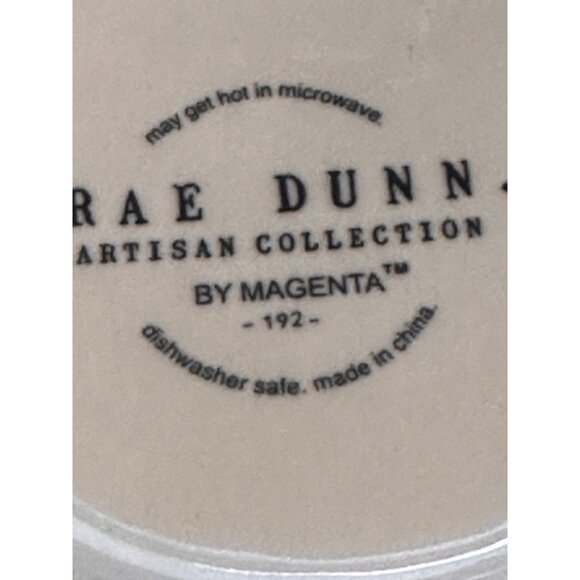 may get hot in microwave.
RAE DUNN.
ARTISAN COLLECTION
BY MAGENTA™
- 192 -
dishwasher safe. made in china.